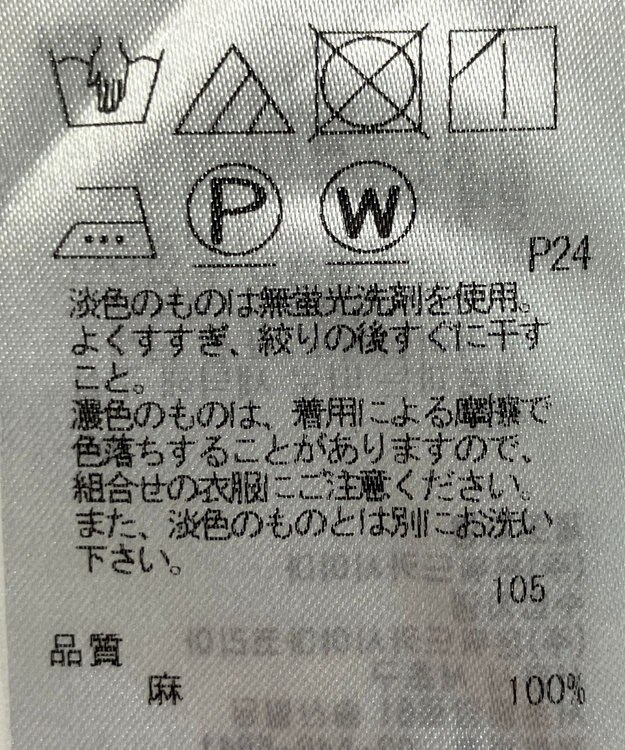 P W
P24
淡色のものは無蛍光洗剤を使用。
よくすすぎ、絞りの後すぐに干す
こと。
濃色のものは、着用による摩擦で
色落ちすることがありますので、
組合せの衣服にご注意ください。
また、淡色のものとは別にお洗い
下さい。
105
品質
麻 100%